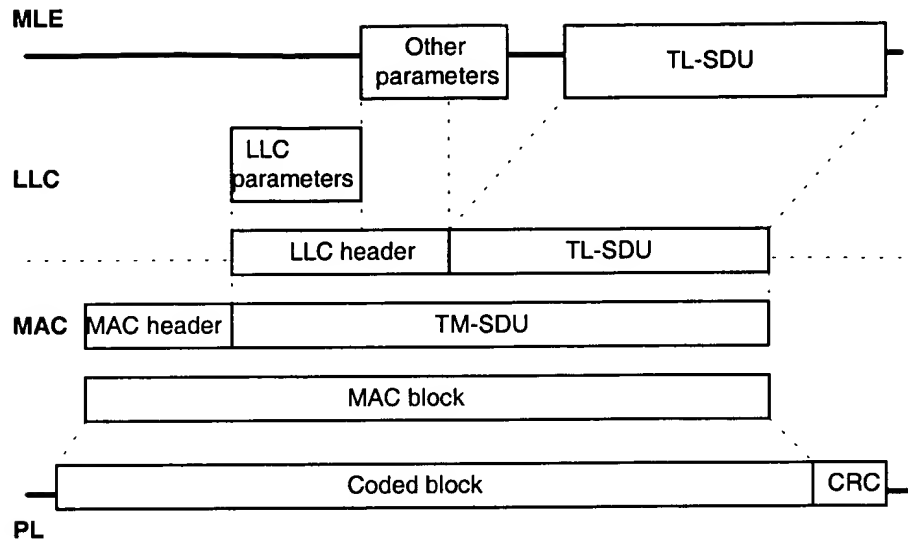 MLE
Other
parameters
TL-SDU
LLC
parameters
LLC
LLC header
TL-SDU
MAC
MAC header
TM-SDU
MAC block
Coded block
CRC
PL